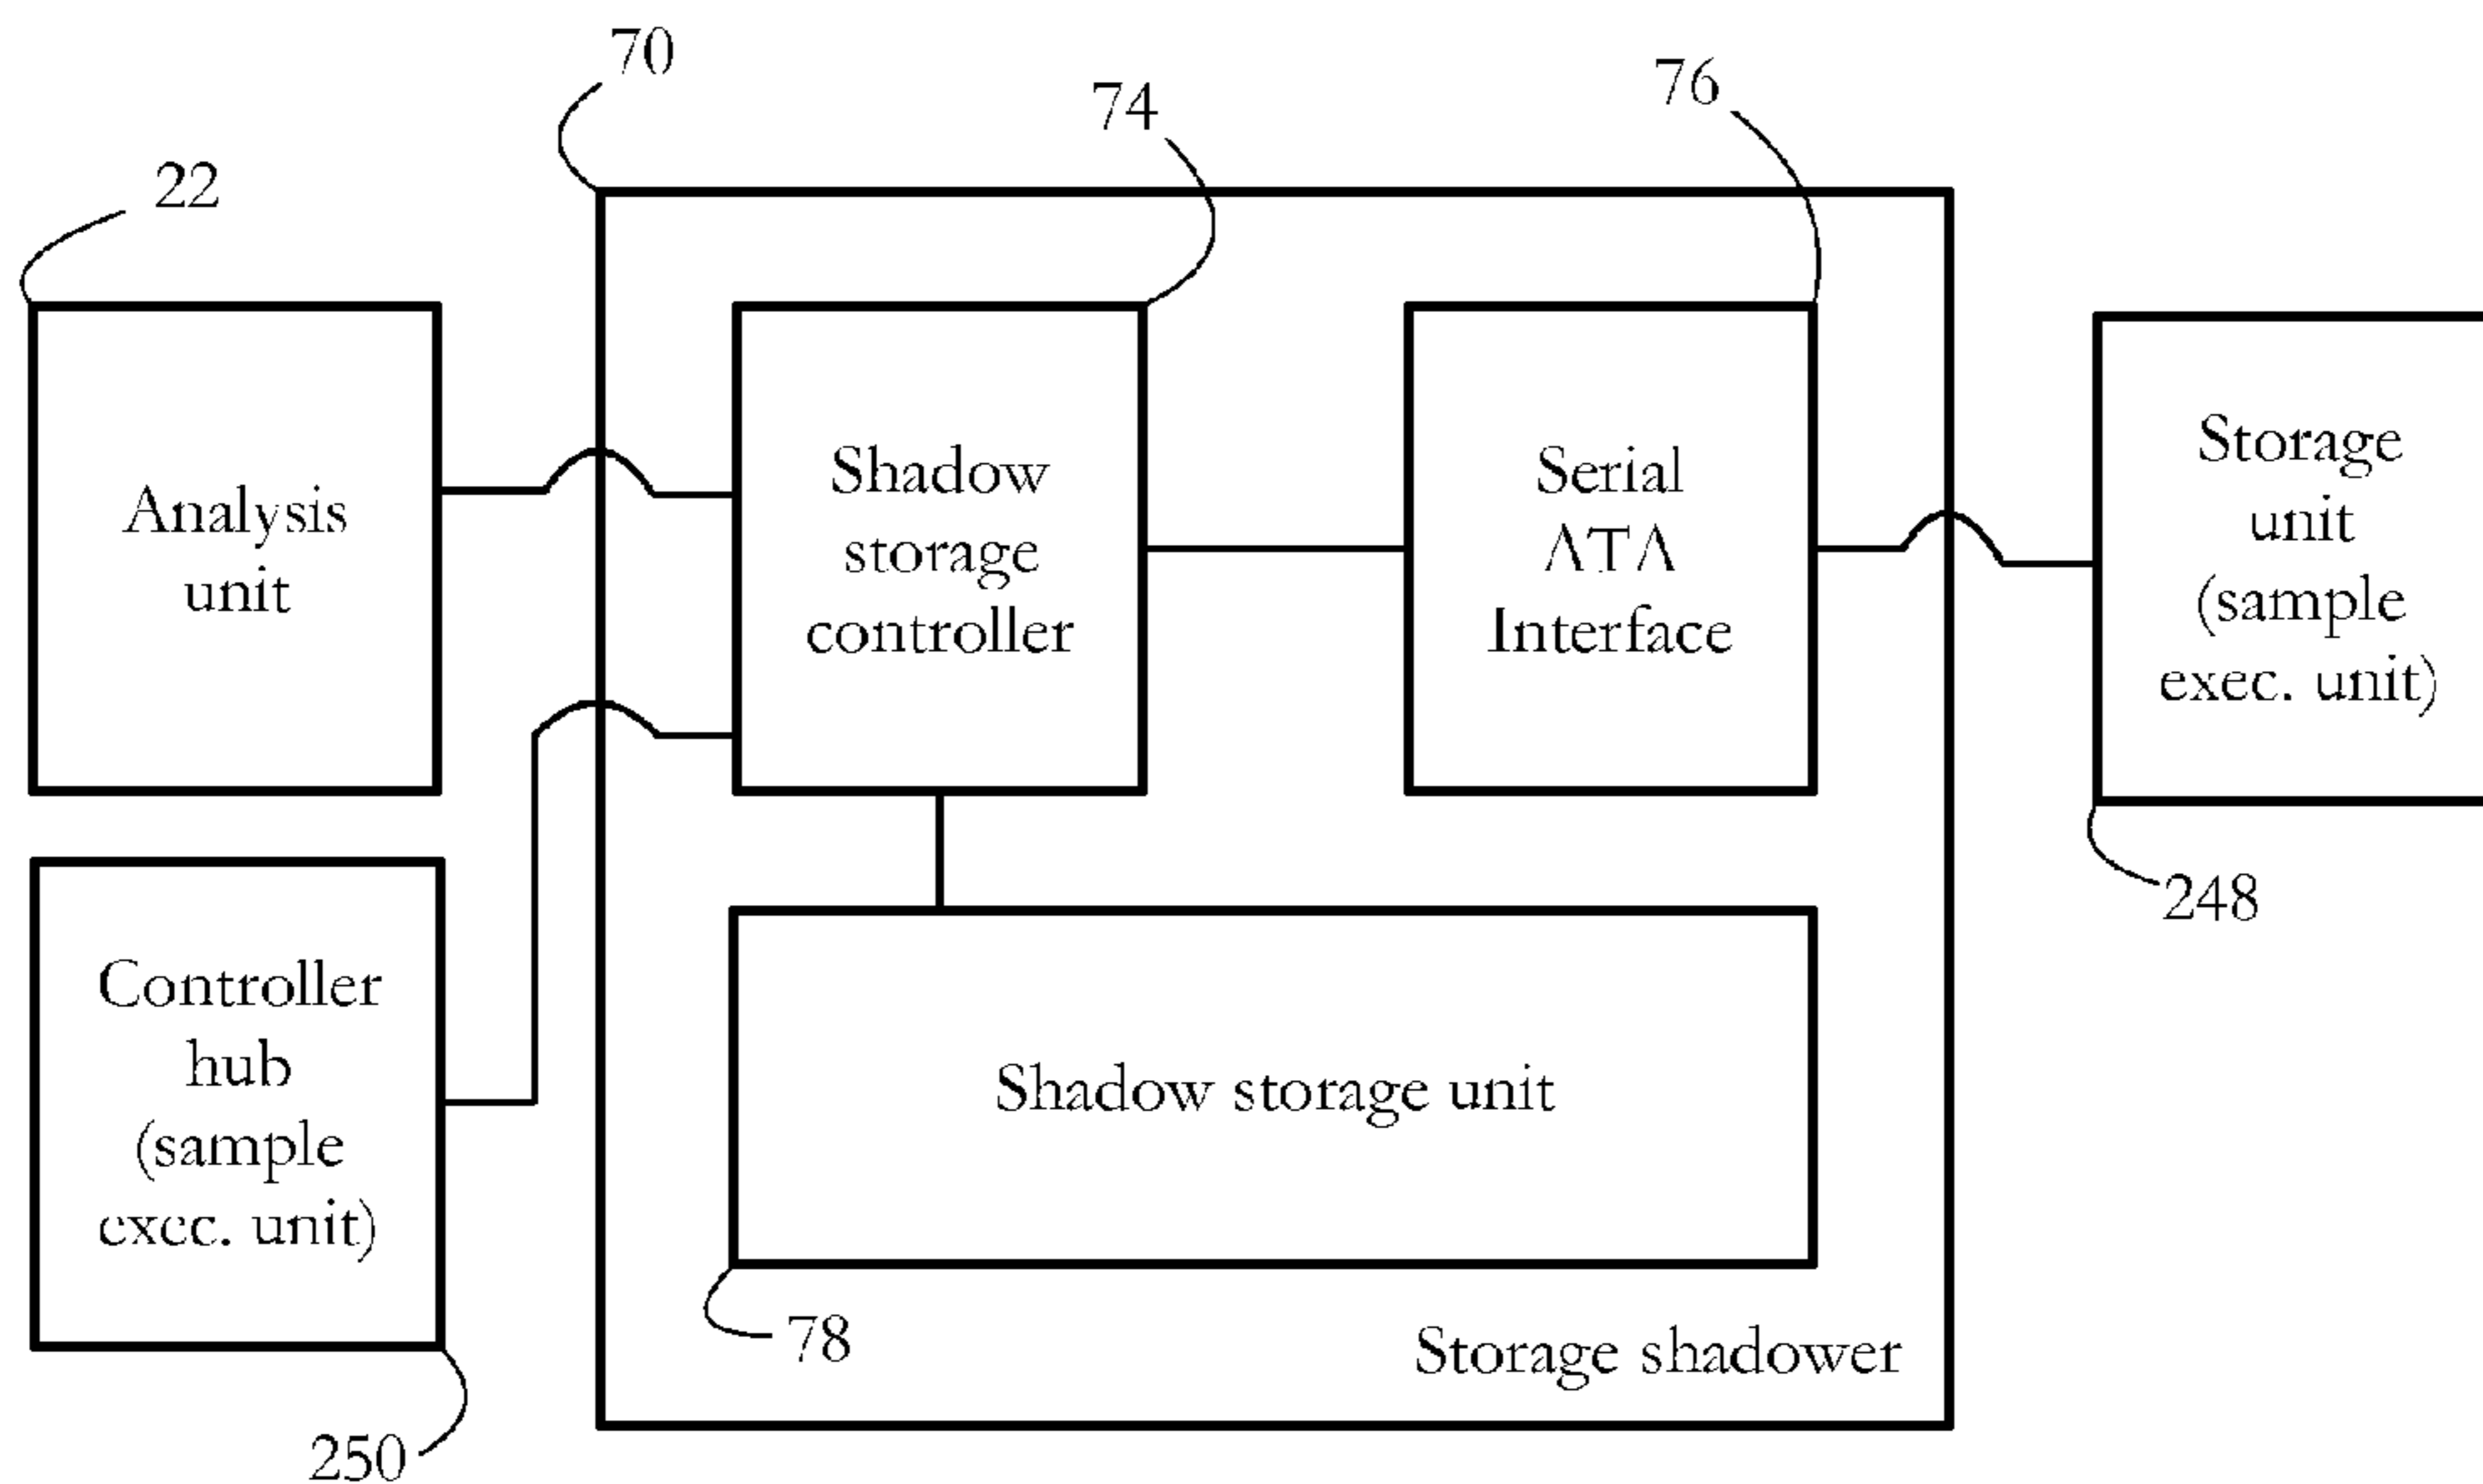 70
74
76
22
Analysis
unit
Shadow
storage
controller
Serial
ATA
Interface
Storage
unit
(sample
exec. unit)
248
Controller
hub
(sample
exec. unit)
250
Shadow storage unit
78
Storage shadower